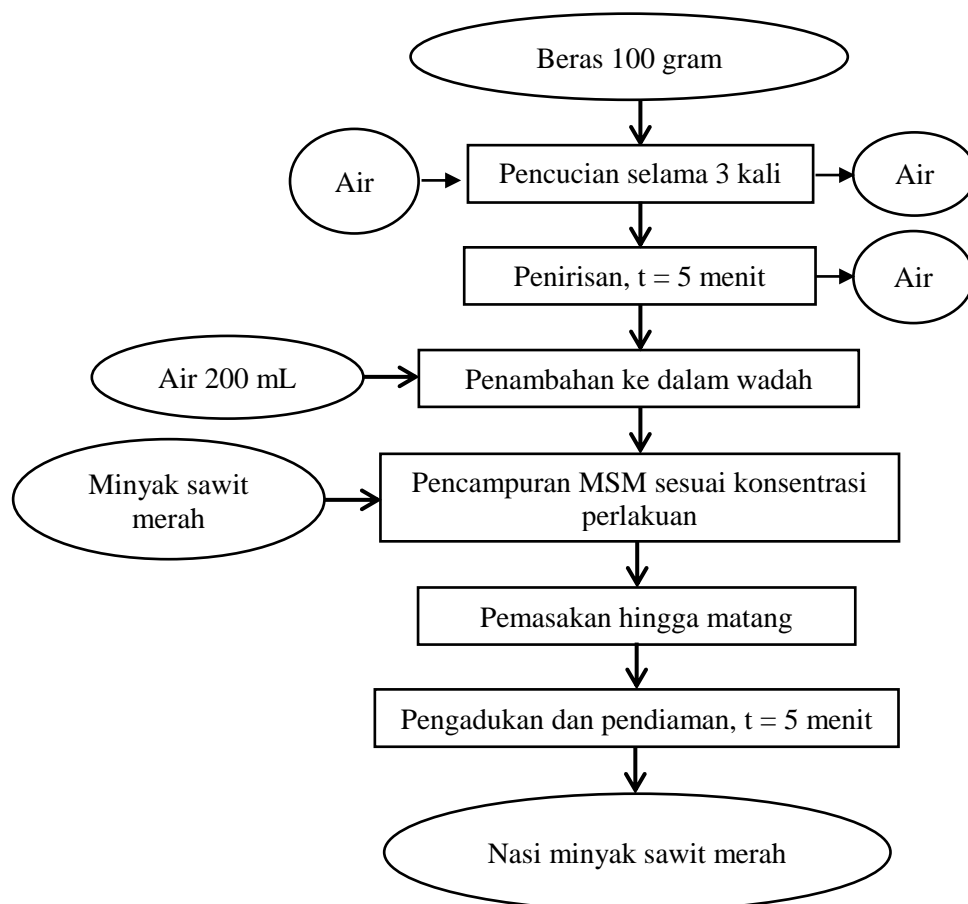 Beras 100 gram
Air
Pencucian selama 3 kali
Air
Penirisan, t = 5 menit
Air
Air 200 mL
Penambahan ke dalam wadah
Minyak sawit
merah
Pencampuran MSM sesuai konsentrasi
perlakuan
Pemasakan hingga matang
Pengadukan dan pendiaman, t = 5 menit
Nasi minyak sawit merah